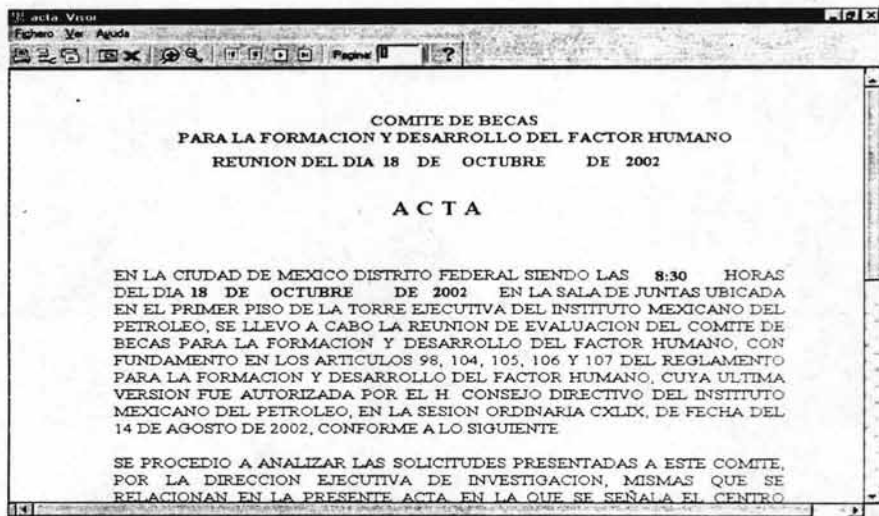 acta Visor
Fichero Ver Ayuda
Pagina:
?
COMITE DE BECAS
PARA LA FORMACION Y DESARROLLO DEL FACTOR HUMANO
REUNION DEL DIA 18 DE OCTUBRE DE 2002
ACTA
EN LA CIUDAD DE MEXICO DISTRITO FEDERAL SIENDO LAS 8:30 HORAS
DEL DIA 18 DE OCTUBRE DE 2002 EN LA SALA DE JUNTAS UBICADA
EN EL PRIMER PISO DE LA TORRE EJECUTIVA DEL INSTITUTO MEXICANO DEL
PETROLEO, SE LLEVO A CABO LA REUNION DE EVALUACION DEL COMITE DE
BECAS PARA LA FORMACION Y DESARROLLO DEL FACTOR HUMANO, CON
FUNDAMENTO EN LOS ARTICULOS 98, 104, 105, 106 Y 107 DEL REGLAMENTO
PARA LA FORMACION Y DESARROLLO DEL FACTOR HUMANO, CUYA ULTIMA
VERSION FUE AUTORIZADA POR EL H CONSEJO DIRECTIVO DEL INSTITUTO
MEXICANO DEL PETROLEO, EN LA SESION ORDINARIA CXLIX, DE FECHA DEL
14 DE AGOSTO DE 2002, CONFORME A LO SIGUIENTE
SE PROCEDIO A ANALIZAR LAS SOLICITUDES PRESENTADAS A ESTE COMITE,
POR LA DIRECCION EJECUTIVA DE INVESTIGACION, MISMAS QUE SE
RELACIONAN EN LA PRESENTE ACTA EN LA QUE SE SEÑALA EL CENTRO